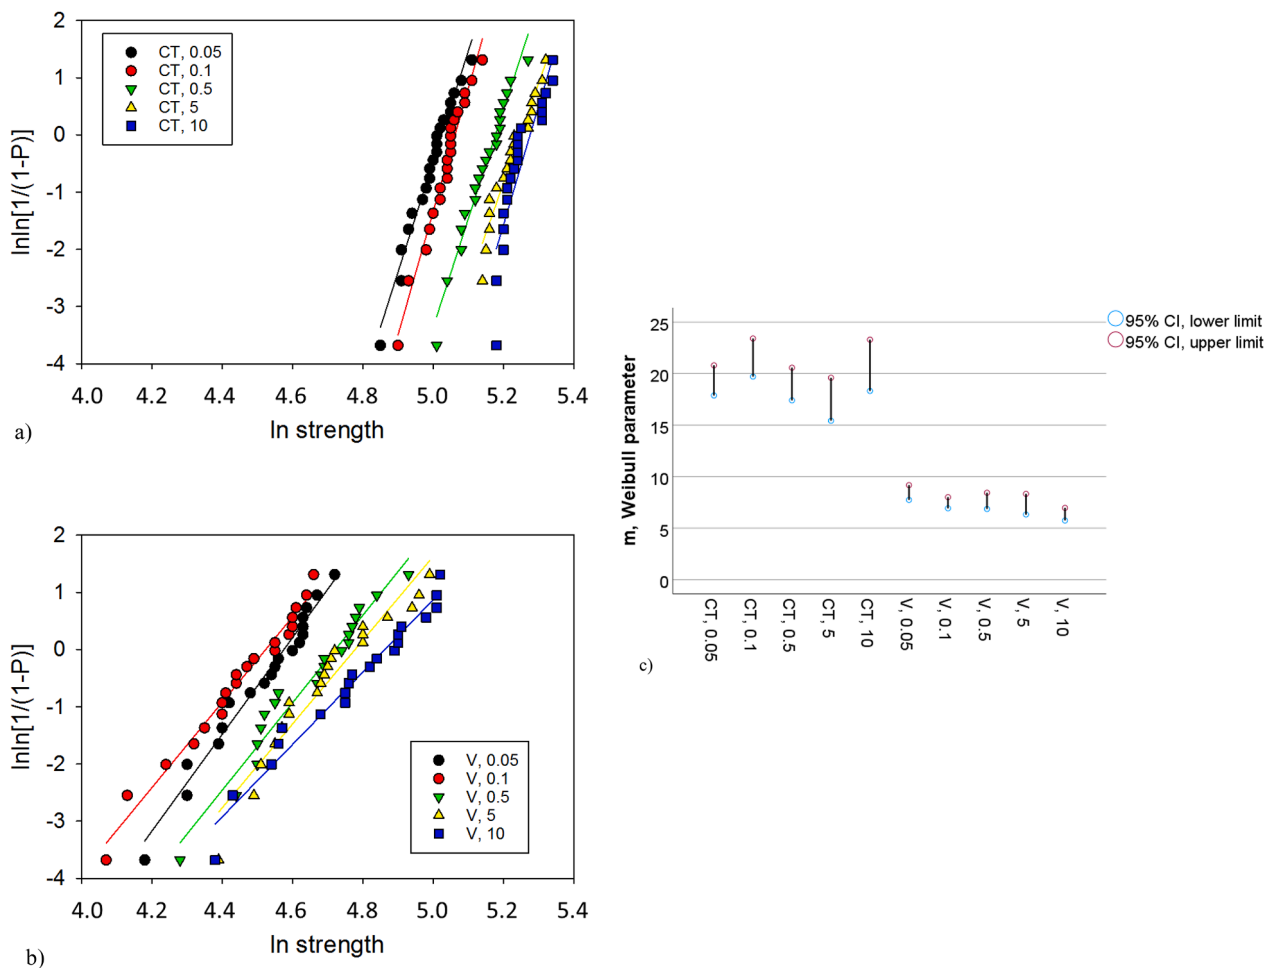 a)
2
1
0
-1
-2
-3
-4
lnln[1/(1-P)]
CT, 0.05
CT, 0.1
CT, 0.5
CT, 5
CT, 10
4.0 4.2 4.4 4.6 4.8 5.0 5.2 5.4
ln strength
b)
2
1
0
-1
-2
-3
-4
lnln[1/(1-P)]
V, 0.05
V, 0.1
V, 0.5
V, 5
V, 10
4.0 4.2 4.4 4.6 4.8 5.0 5.2 5.4
ln strength
c)
25
20
15
10
5
0
m, Weibull parameter
95% CI, lower limit
95% CI, upper limit
CT, 0.05
CT, 0.1
CT, 0.5
CT, 5
CT, 10
V, 0.05
V, 0.1
V, 0.5
V, 5
V, 10